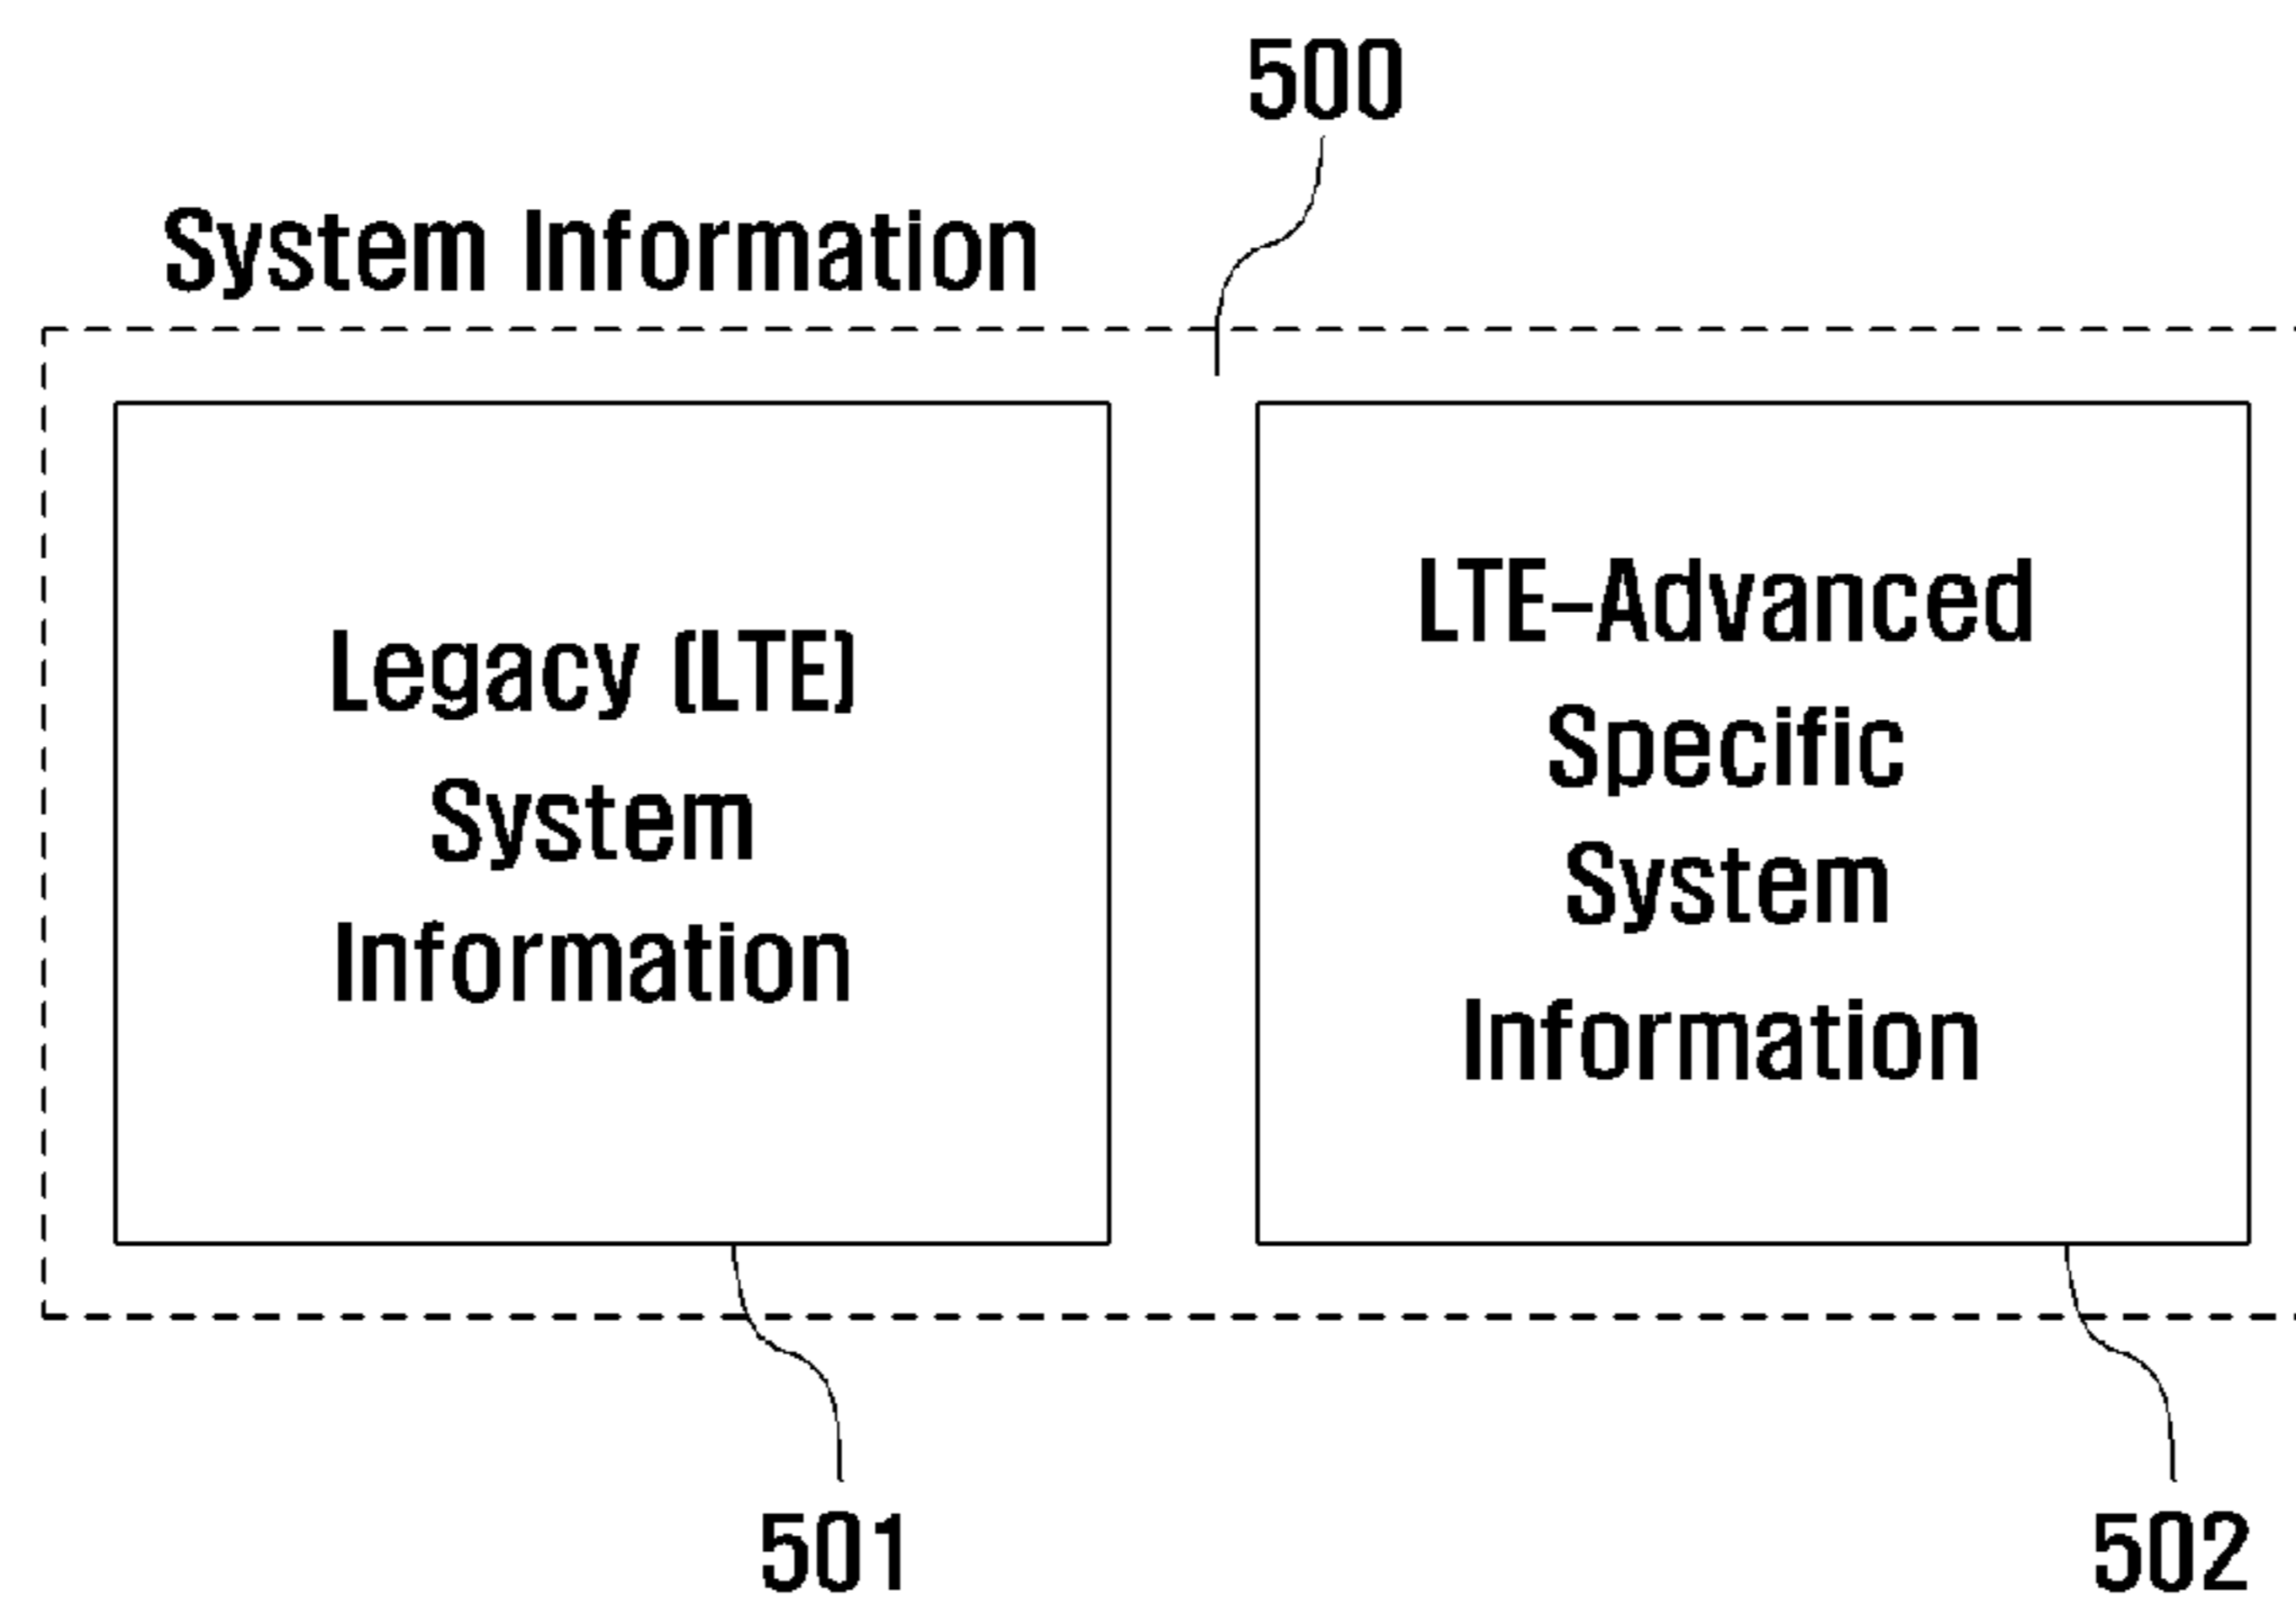 500
System Information
Legacy (LTE)
System
Information
LTE-Advanced
Specific
System
Information
501
502